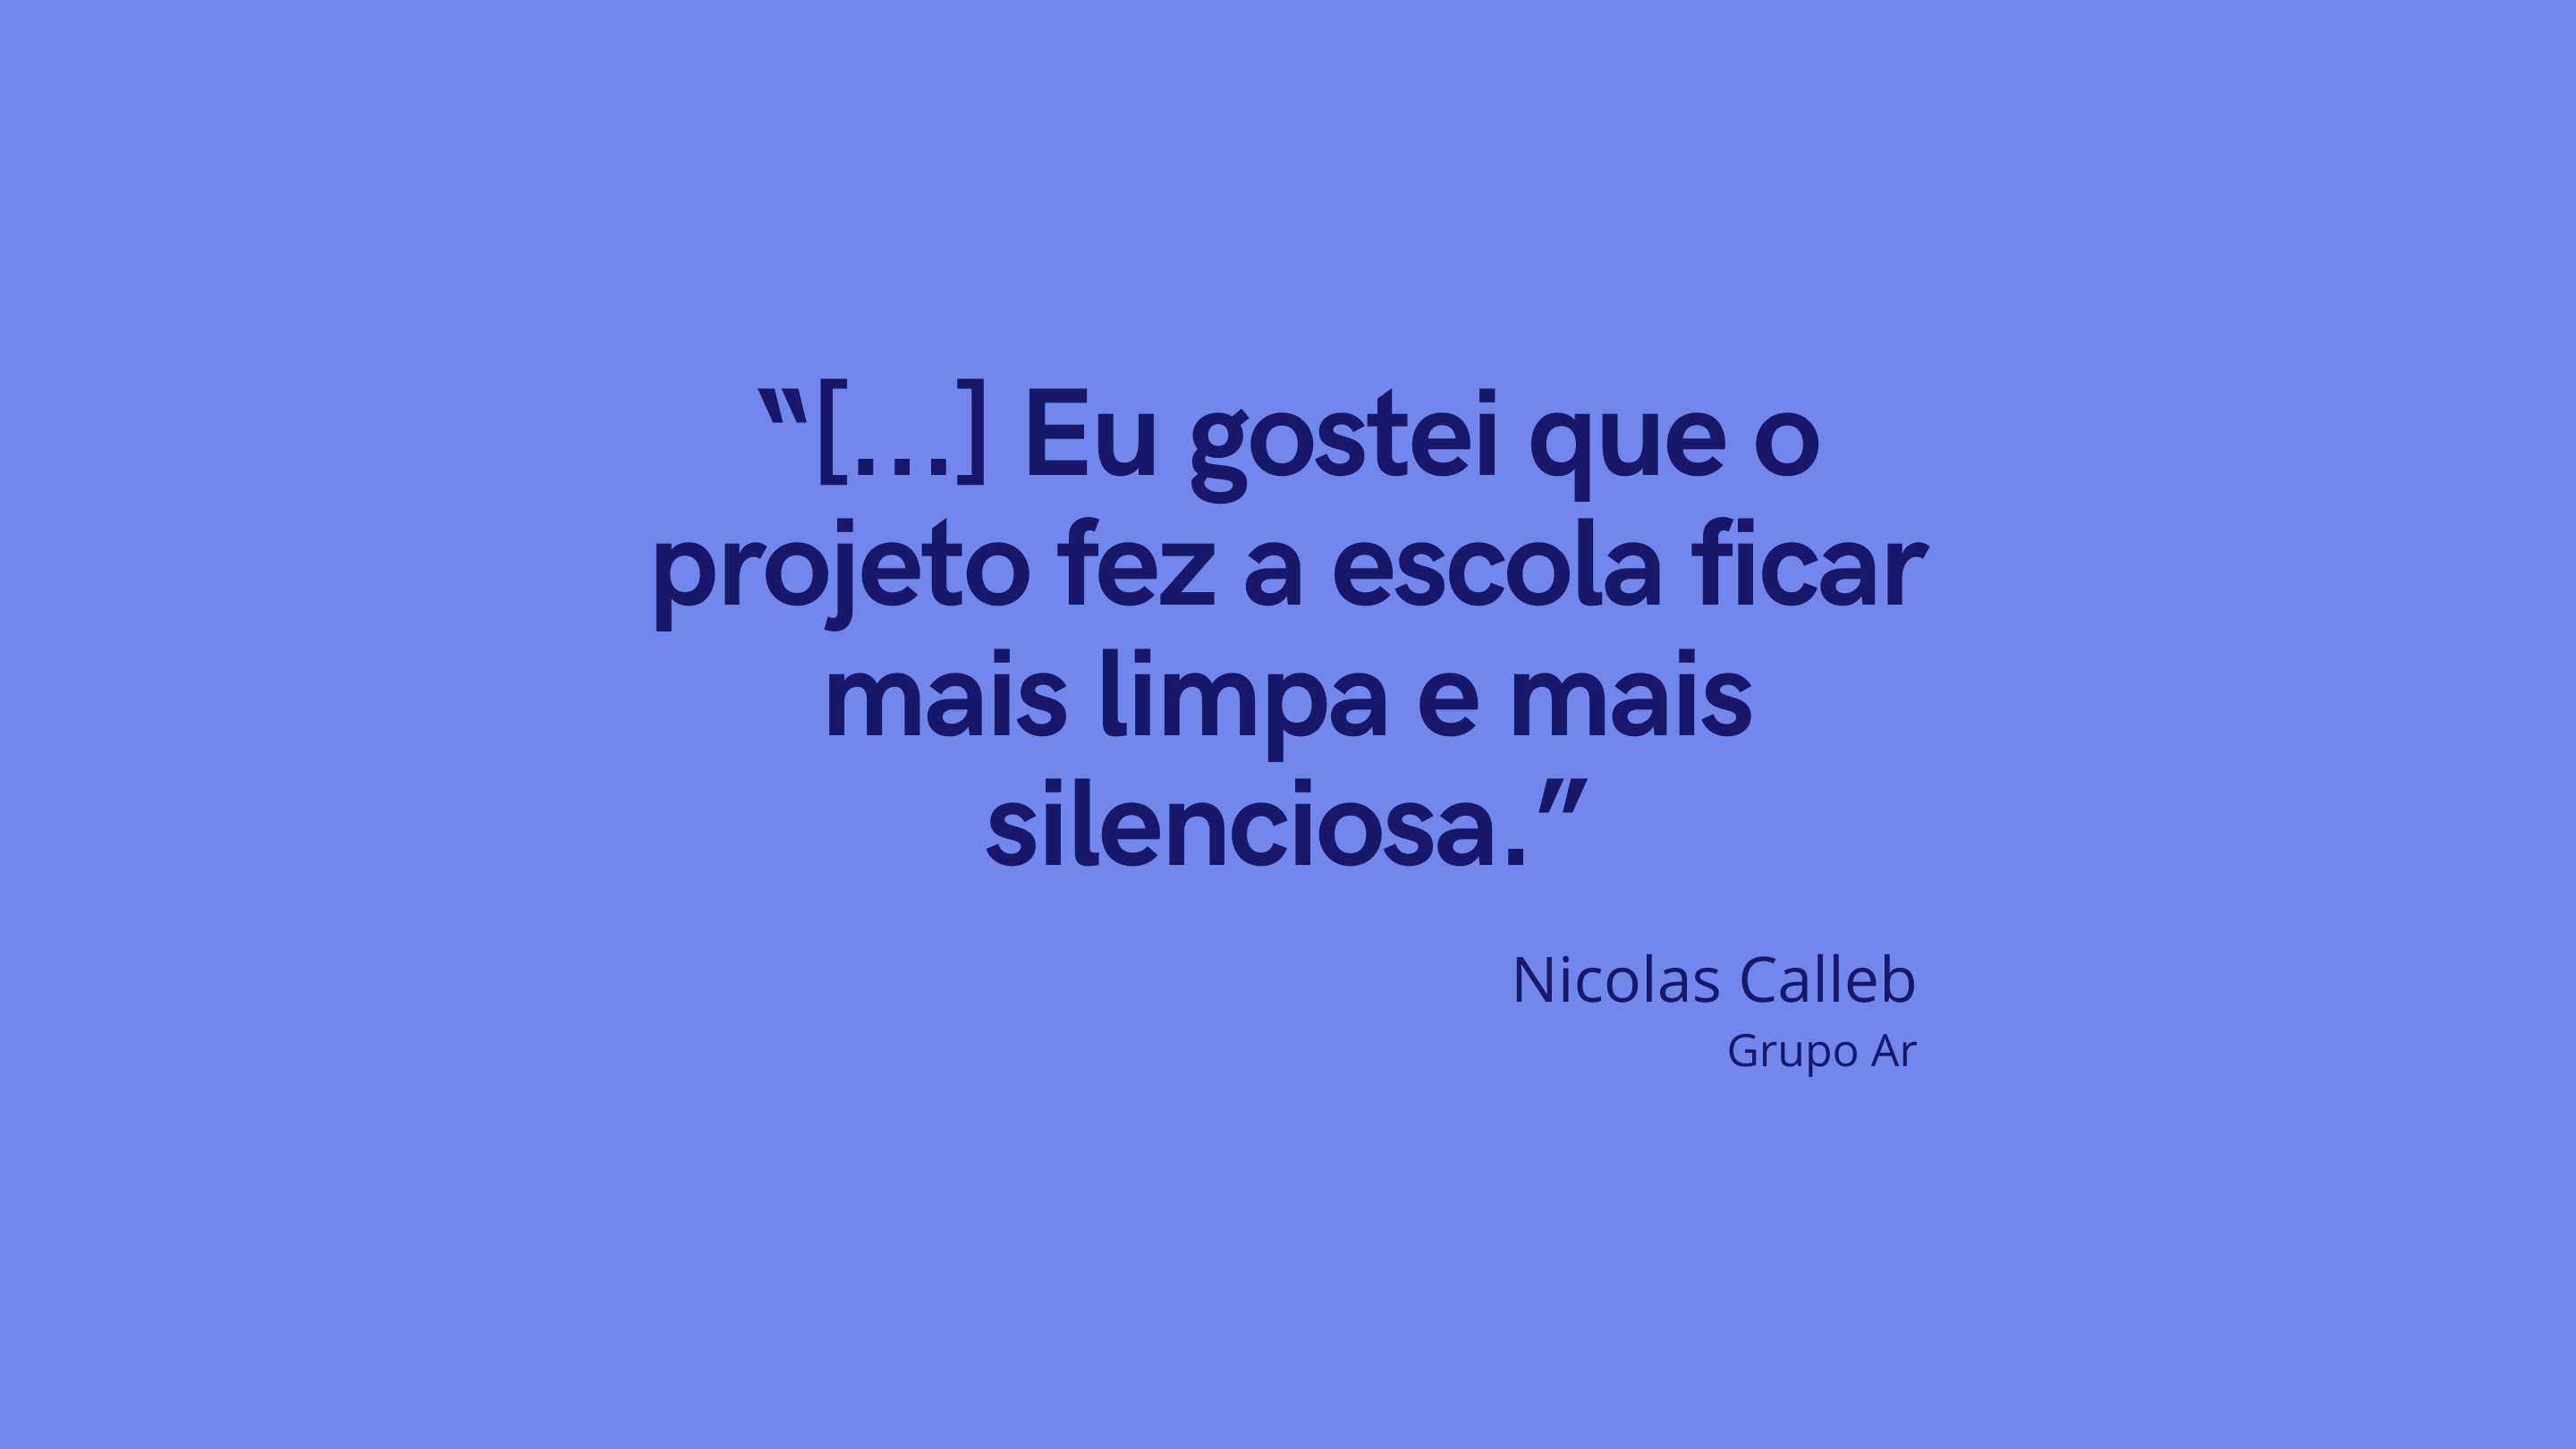 “[...] Eu gostei que o
projeto fez a escola ficar
mais limpa e mais
silenciosa.”
Nicolas Calleb
Grupo Ar